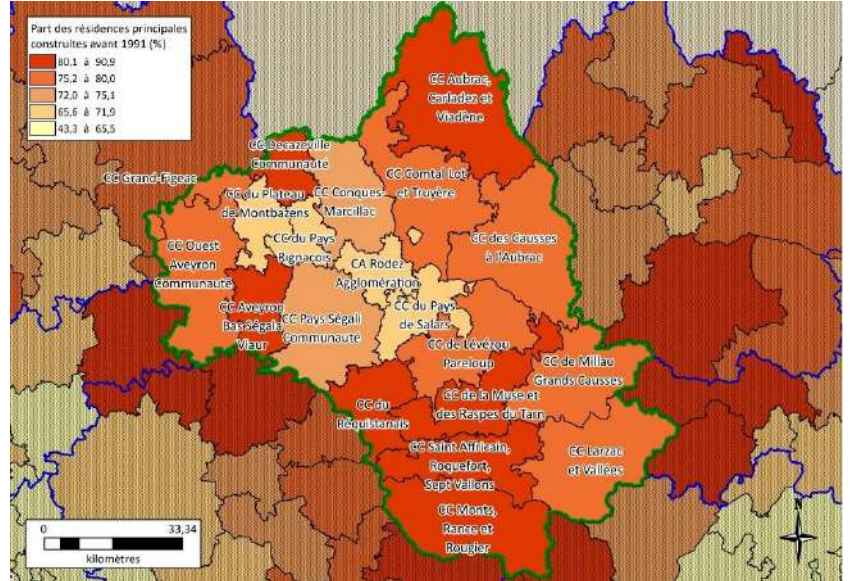 Part des résidences principales
construites avant 1991 (%)
80,1 à 90,9
75,2 à 80,0
72,0 à 75,1
65,6 à 71,9
43,3 à 65,5
CC Aubrac,
Carladez et
Viadène
CC Decazeville
Communauté
CC Comtal Lot
et Truyère
CC Grand-Figeac
CC du Plateau
de Montbazens
CC Conques-
Marcillac
CC du Pays
Rignacois
CC des Causses
à l'Aubrac
CC Ouest
Aveyron
Communauté
CA Rodez
Agglomération
CC Aveyron
Bas Ségala
Viaur
CC Pays Ségali
Communauté
CC du Pays
de Salars
CC de Lévézou
Pareloup
CC de Millau
Grands Causses
CC de la Muse et
des Raspes du Tarn
CC du
Réquistanais
CC Saint Affricain,
Roquefort,
Sept Vallons
CC Larzac
et Vallées
CC Monts,
Rance et
Rougier
0 33,34
kilomètres
N